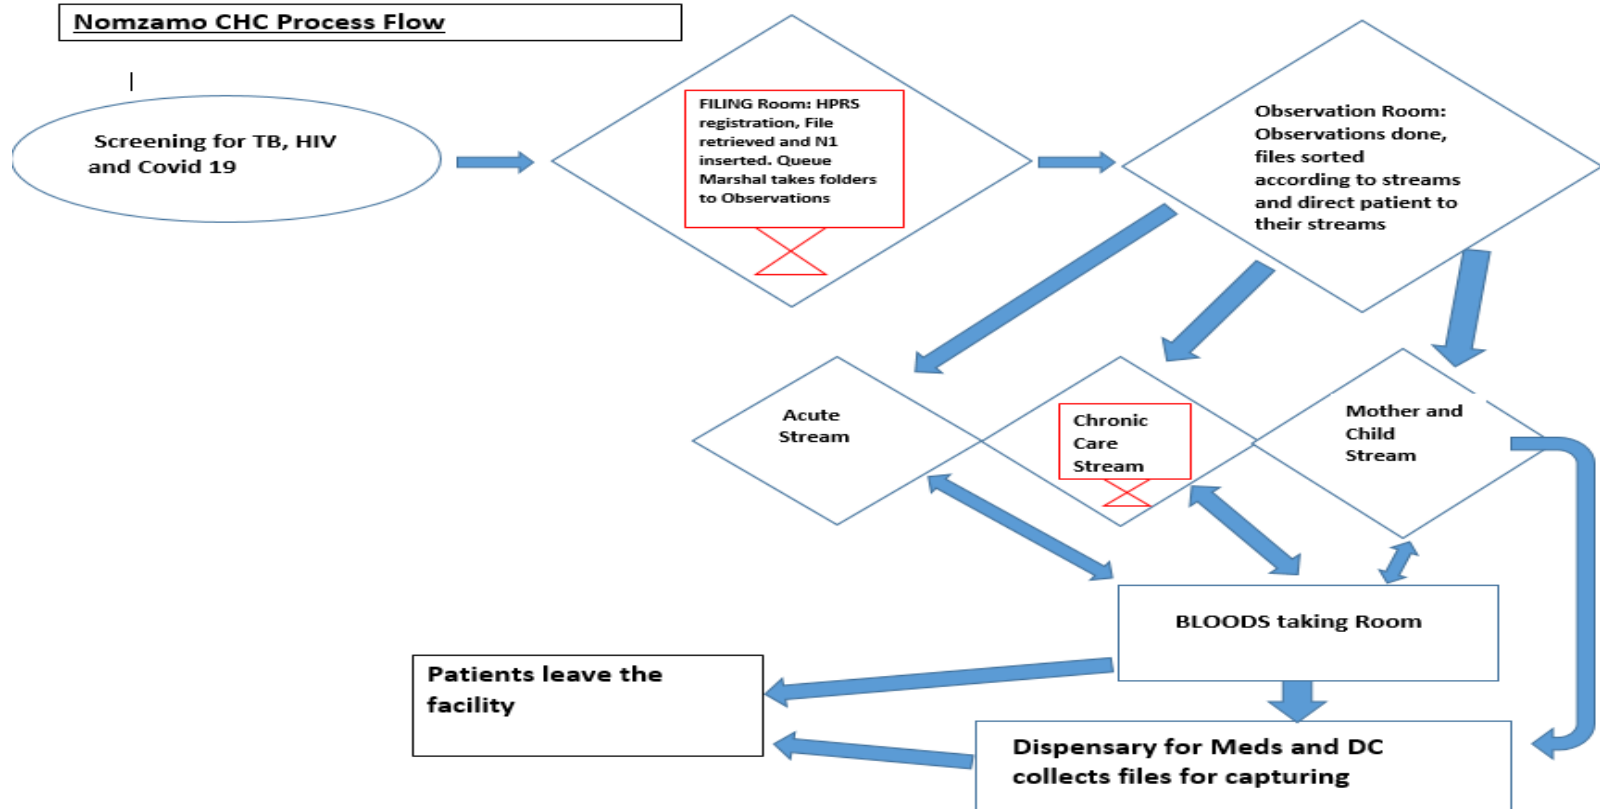 Nomzamo CHC Process Flow
Screening for TB, HIV
and Covid 19
FILING Room: HPRS
registration, File
retrieved and N1
inserted. Queue
Marshal takes folders
to Observations
Observation Room:
Observations done,
files sorted
according to streams
and direct patient to
their streams
Acute
Stream
Chronic
Care
Stream
Mother and
Child
Stream
BLOODS taking Room
Patients leave the
facility
Dispensary for Meds and DC
collects files for capturing